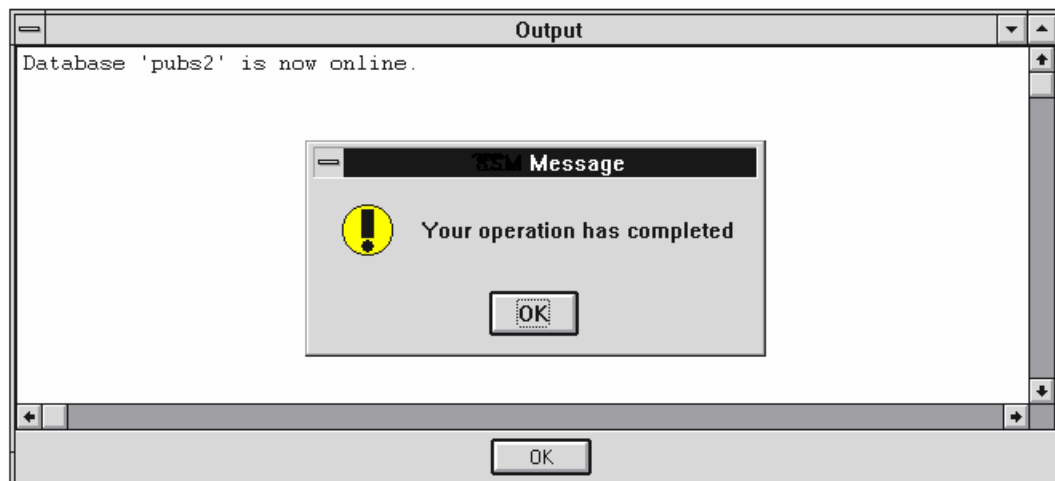 Output
Database 'pubs2' is now online.
Message
Your operation has completed
OK
OK